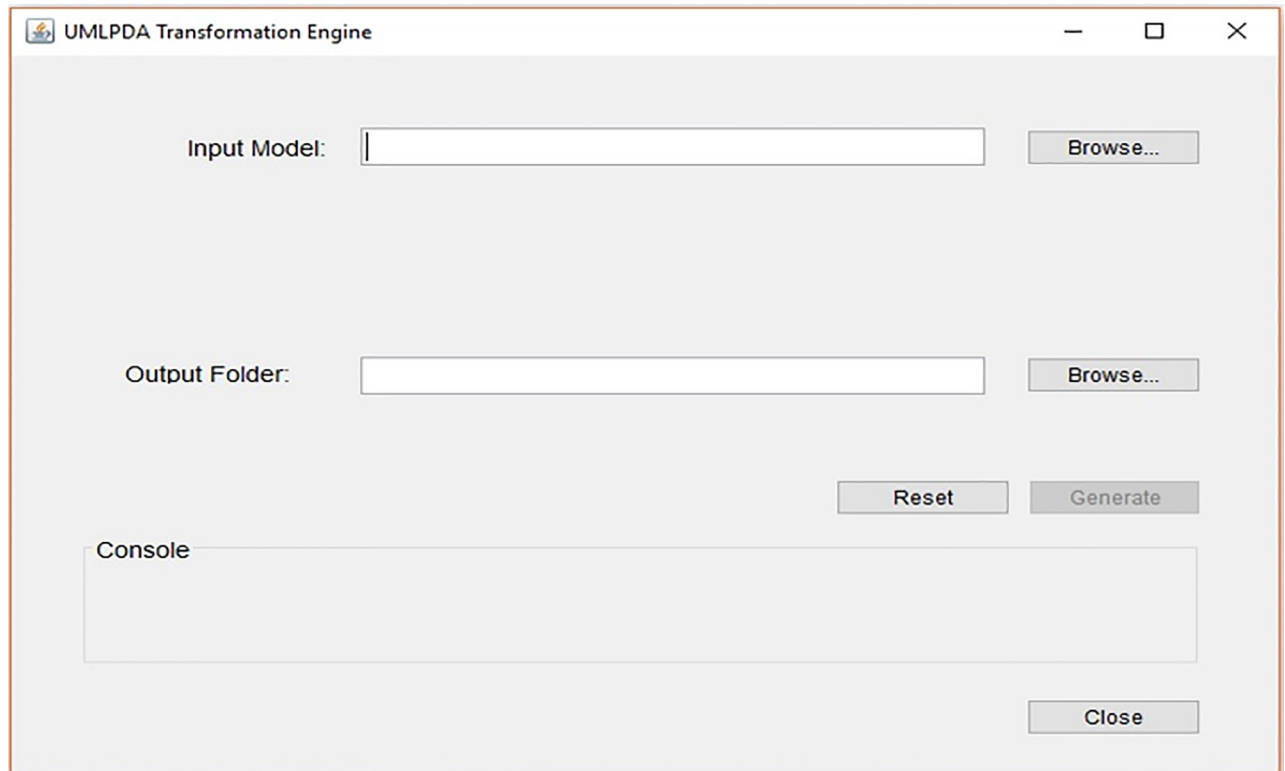 UMLPDA Transformation Engine
Input Model: Browse...
Output Folder: Browse...
Reset Generate
Console
Close